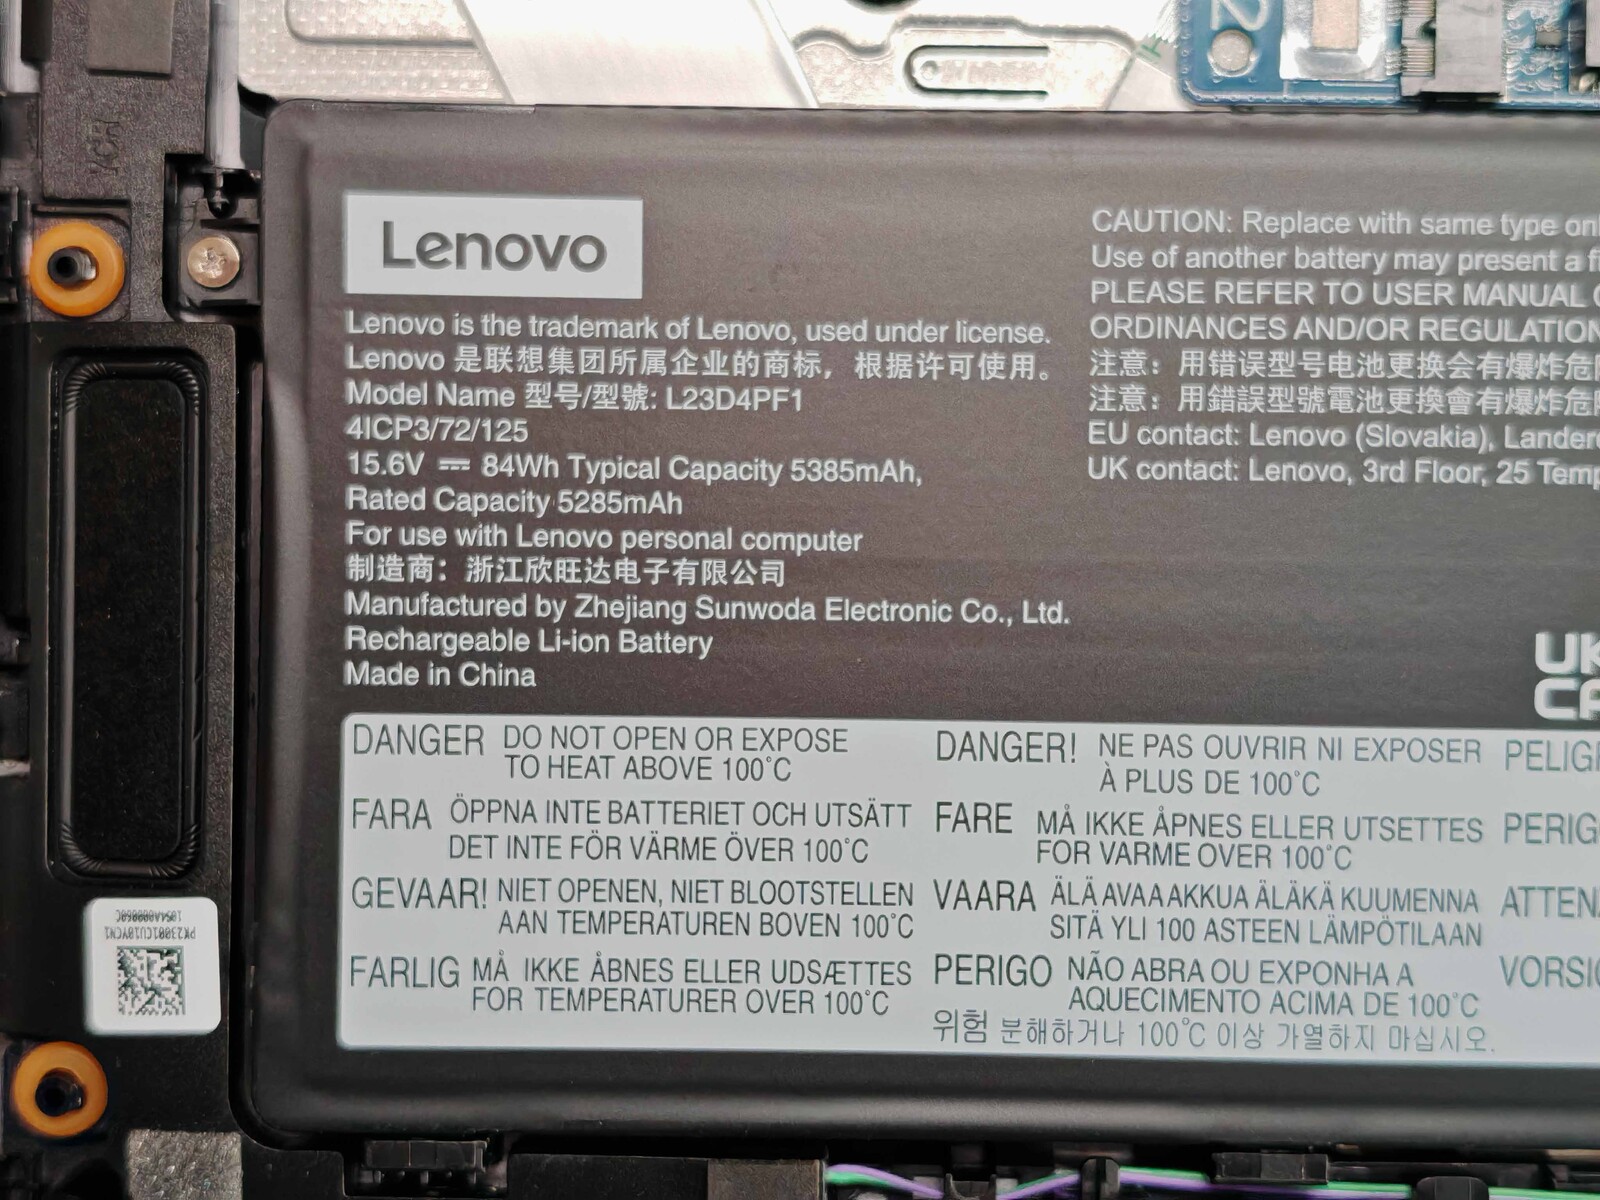 Lenovo
Lenovo is the trademark of Lenovo, used under license.
Lenovo 是联想集团所属企业的商标，根据许可使用。
Model Name 型号/型號: L23D4PF1
4ICP3/72/125
15.6V ⎓ 84Wh Typical Capacity 5385mAh,
Rated Capacity 5285mAh
For use with Lenovo personal computer
制造商：浙江欣旺达电子有限公司
Manufactured by Zhejiang Sunwoda Electronic Co., Ltd.
Rechargeable Li-ion Battery
Made in China
CAUTION: Replace with same type
Use of another battery may present a
PLEASE REFER TO USER MANUAL
ORDINANCES AND/OR
注意：用错误型号电池更换会有爆炸危
注意：用錯誤型號電池更換會有爆炸危
EU contact: Lenovo (Slovakia),
UK contact: Lenovo, 3rd Floor, 25
UK
CA
DANGER DO NOT OPEN OR EXPOSE
TO HEAT ABOVE 100°C
FARA ÖPPNA INTE BATTERIET OCH UTSÄTT
DET INTE FÖR VÄRME ÖVER 100°C
GEVAAR! NIET OPENEN, NIET BLOOTSTELLEN
AAN TEMPERATUREN BOVEN 100°C
FARLIG MÅ IKKE ÅBNES ELLER UDSÆTTES
FOR TEMPERATURER OVER 100°C
DANGER! NE PAS OUVRIR NI EXPOSER
À PLUS DE 100°C
FARE MÅ IKKE ÅPNES ELLER UTSETTES
FOR VARME OVER 100°C
VAARA ÄLÄ AVAA AKKUA ÄLÄKÄ KUUMENNA
SITÄ YLI 100 ASTEEN LÄMPÖTILAAN
PERIGO NÃO ABRA OU EXPONHA A
AQUECIMENTO ACIMA DE 100°C
위험 분해하거나 100°C 이상 가열하지 마십시오.
PK23001CU10YCN1